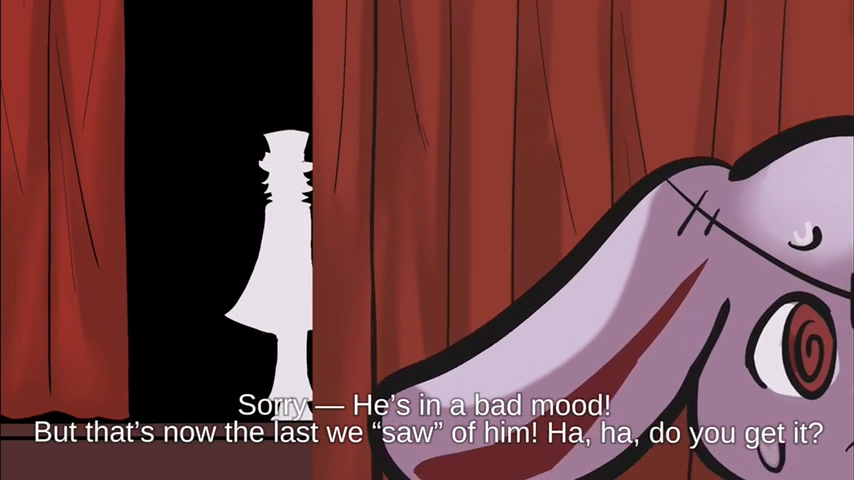 Sorry — He’s in a bad mood!
But that’s now the last we “saw” of him! Ha, ha, do you get it?